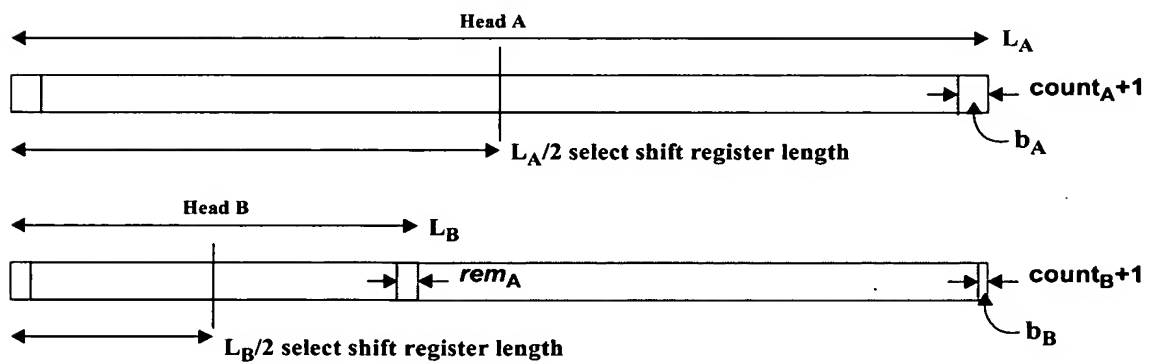 Head A
L_A
count_A+1
b_A
L_A/2 select shift register length
Head B
L_B
rem_A
count_B+1
b_B
L_B/2 select shift register length